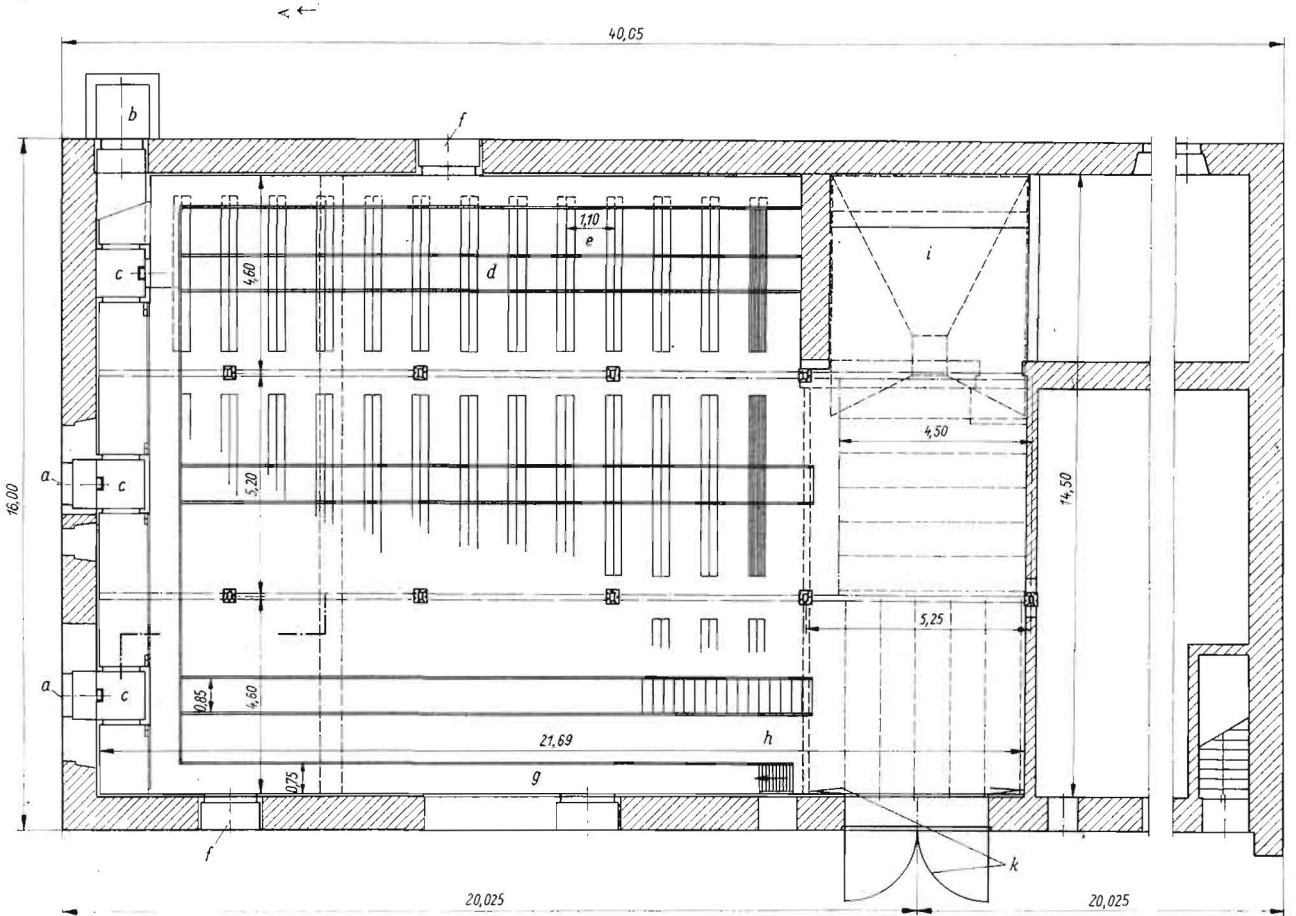 A ←
40,05
b
f
1,10
e
c
d
i
4,60
4,50
a
c
5,20
16,00
14,50
5,25
a
c
0,85
4,60
21,69
h
0,75
g
f
k
20,025
20,025